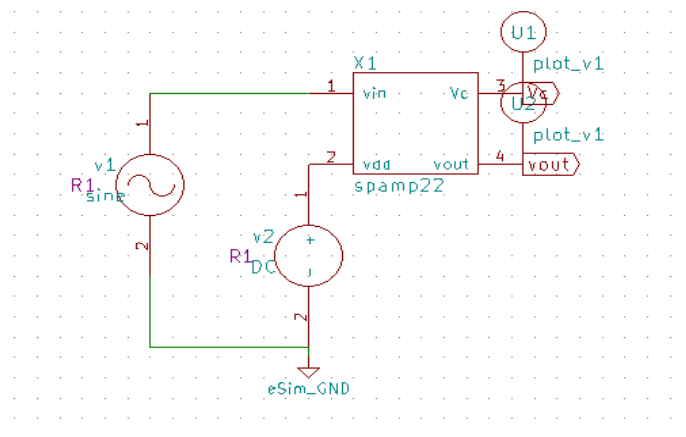 U1
plot_v1
X1
1
vin
Vc
3
Vc
U2
plot_v1
1
2
vdd
vout
4
vout
spamp22
v1
R1
sine
1
2
v2
+
R1
DC
2
eSim_GND